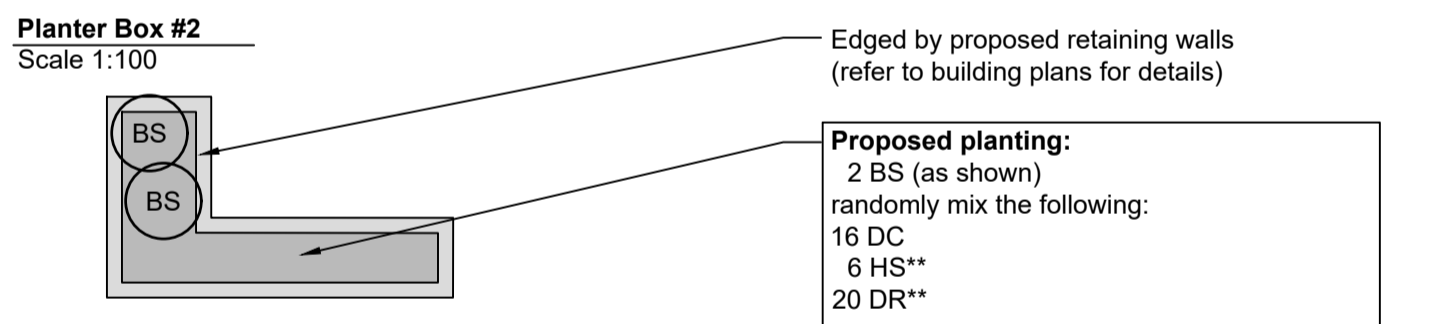 Planter Box #2
Scale 1:100
BS
BS
Edged by proposed retaining walls
(refer to building plans for details)
Proposed planting:
2 BS (as shown)
randomly mix the following:
16 DC
6 HS**
20 DR**